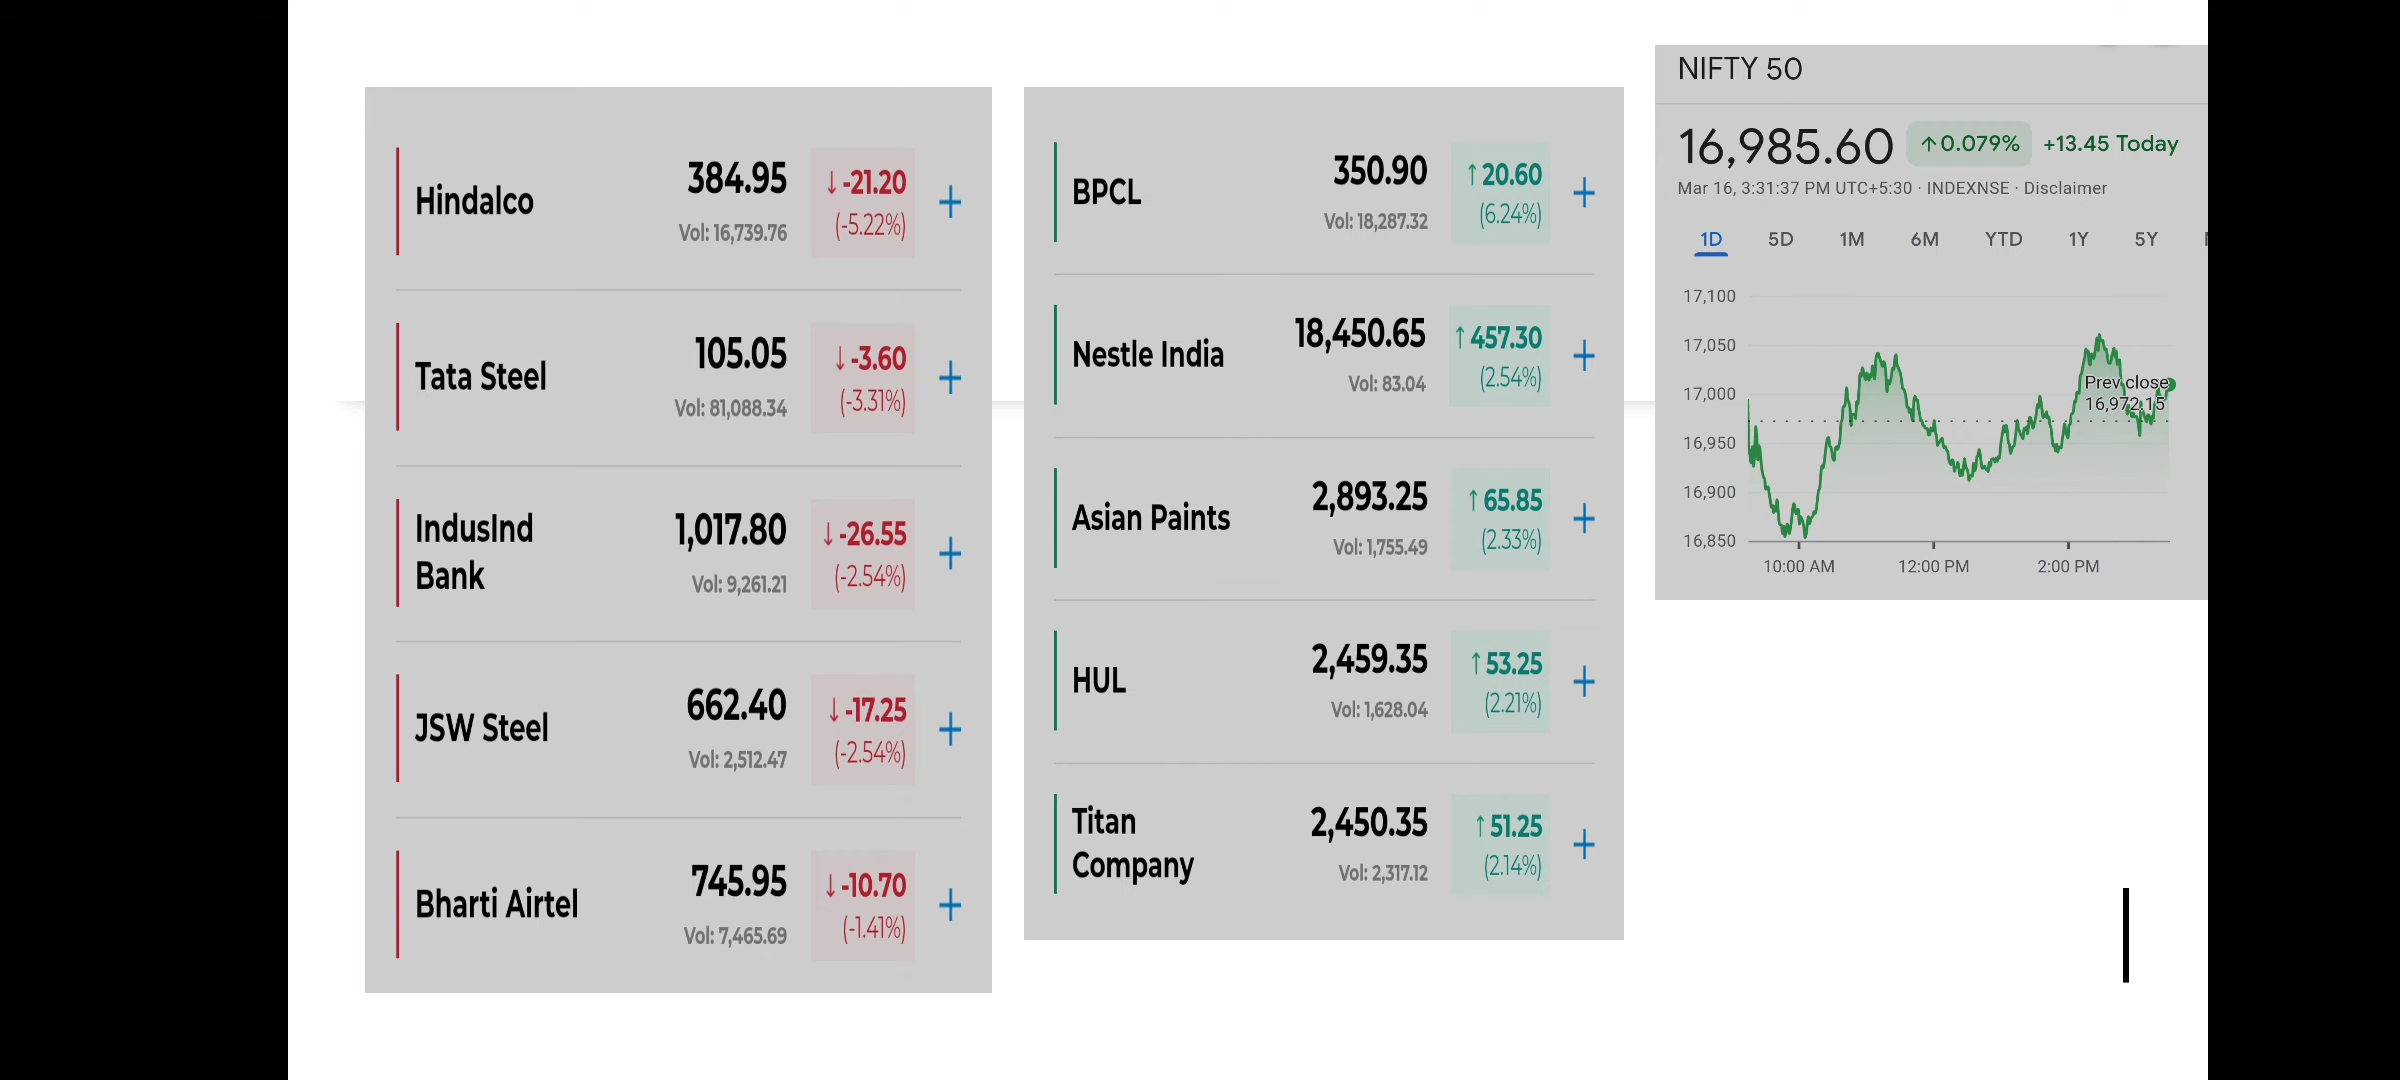 Hindalco
384.95
↓ -21.20
Vol: 16,739.76
(-5.22%)
+
Tata Steel
105.05
↓ -3.60
Vol: 81,088.34
(-3.31%)
+
IndusInd
Bank
1,017.80
↓ -26.55
Vol: 9,261.21
(-2.54%)
+
JSW Steel
662.40
↓ -17.25
Vol: 2,512.47
(-2.54%)
+
Bharti Airtel
745.95
↓ -10.70
Vol: 7,465.69
(-1.41%)
+
BPCL
350.90
↑ 20.60
Vol: 18,287.32
(6.24%)
+
Nestle India
18,450.65
↑ 457.30
Vol: 83.04
(2.54%)
+
Asian Paints
2,893.25
↑ 65.85
Vol: 1,755.49
(2.33%)
+
HUL
2,459.35
↑ 53.25
Vol: 1,628.04
(2.21%)
+
Titan
Company
2,450.35
↑ 51.25
Vol: 2,317.12
(2.14%)
+
NIFTY 50
16,985.60 ↑ 0.079% +13.45 Today
Mar 16, 3:31:37 PM UTC+5:30 · INDEXNSE · Disclaimer
1D 5D 1M 6M YTD 1Y 5Y
17,100
17,050
17,000
16,950
16,900
16,850
Prev close
16,972.15
10:00 AM 12:00 PM 2:00 PM